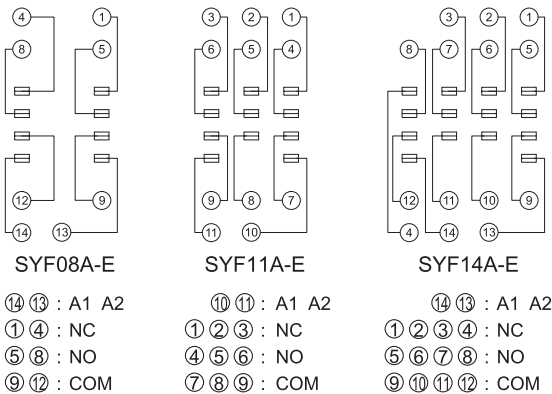 ④ ① ③ ② ① ④ ③ ② ①
⑧ ⑤ ⑥ ⑤ ④ ⑧ ⑦ ⑥ ⑤
⑫ ⑨ ⑨ ⑧ ⑦ ⑫ ⑪ ⑩ ⑨
⑭ ⑬ ⑪ ⑩ ④ ⑭ ⑬
SYF08A-E SYF11A-E SYF14A-E
⑭ ⑬ : A1 A2 ⑩ ⑪ : A1 A2 ⑭ ⑬ : A1 A2
① ④ : NC ① ② ③ : NC ① ② ③ ④ : NC
⑤ ⑧ : NO ④ ⑤ ⑥ : NO ⑤ ⑥ ⑦ ⑧ : NO
⑨ ⑫ : COM ⑦ ⑧ ⑨ : COM ⑨ ⑩ ⑪ ⑫ : COM